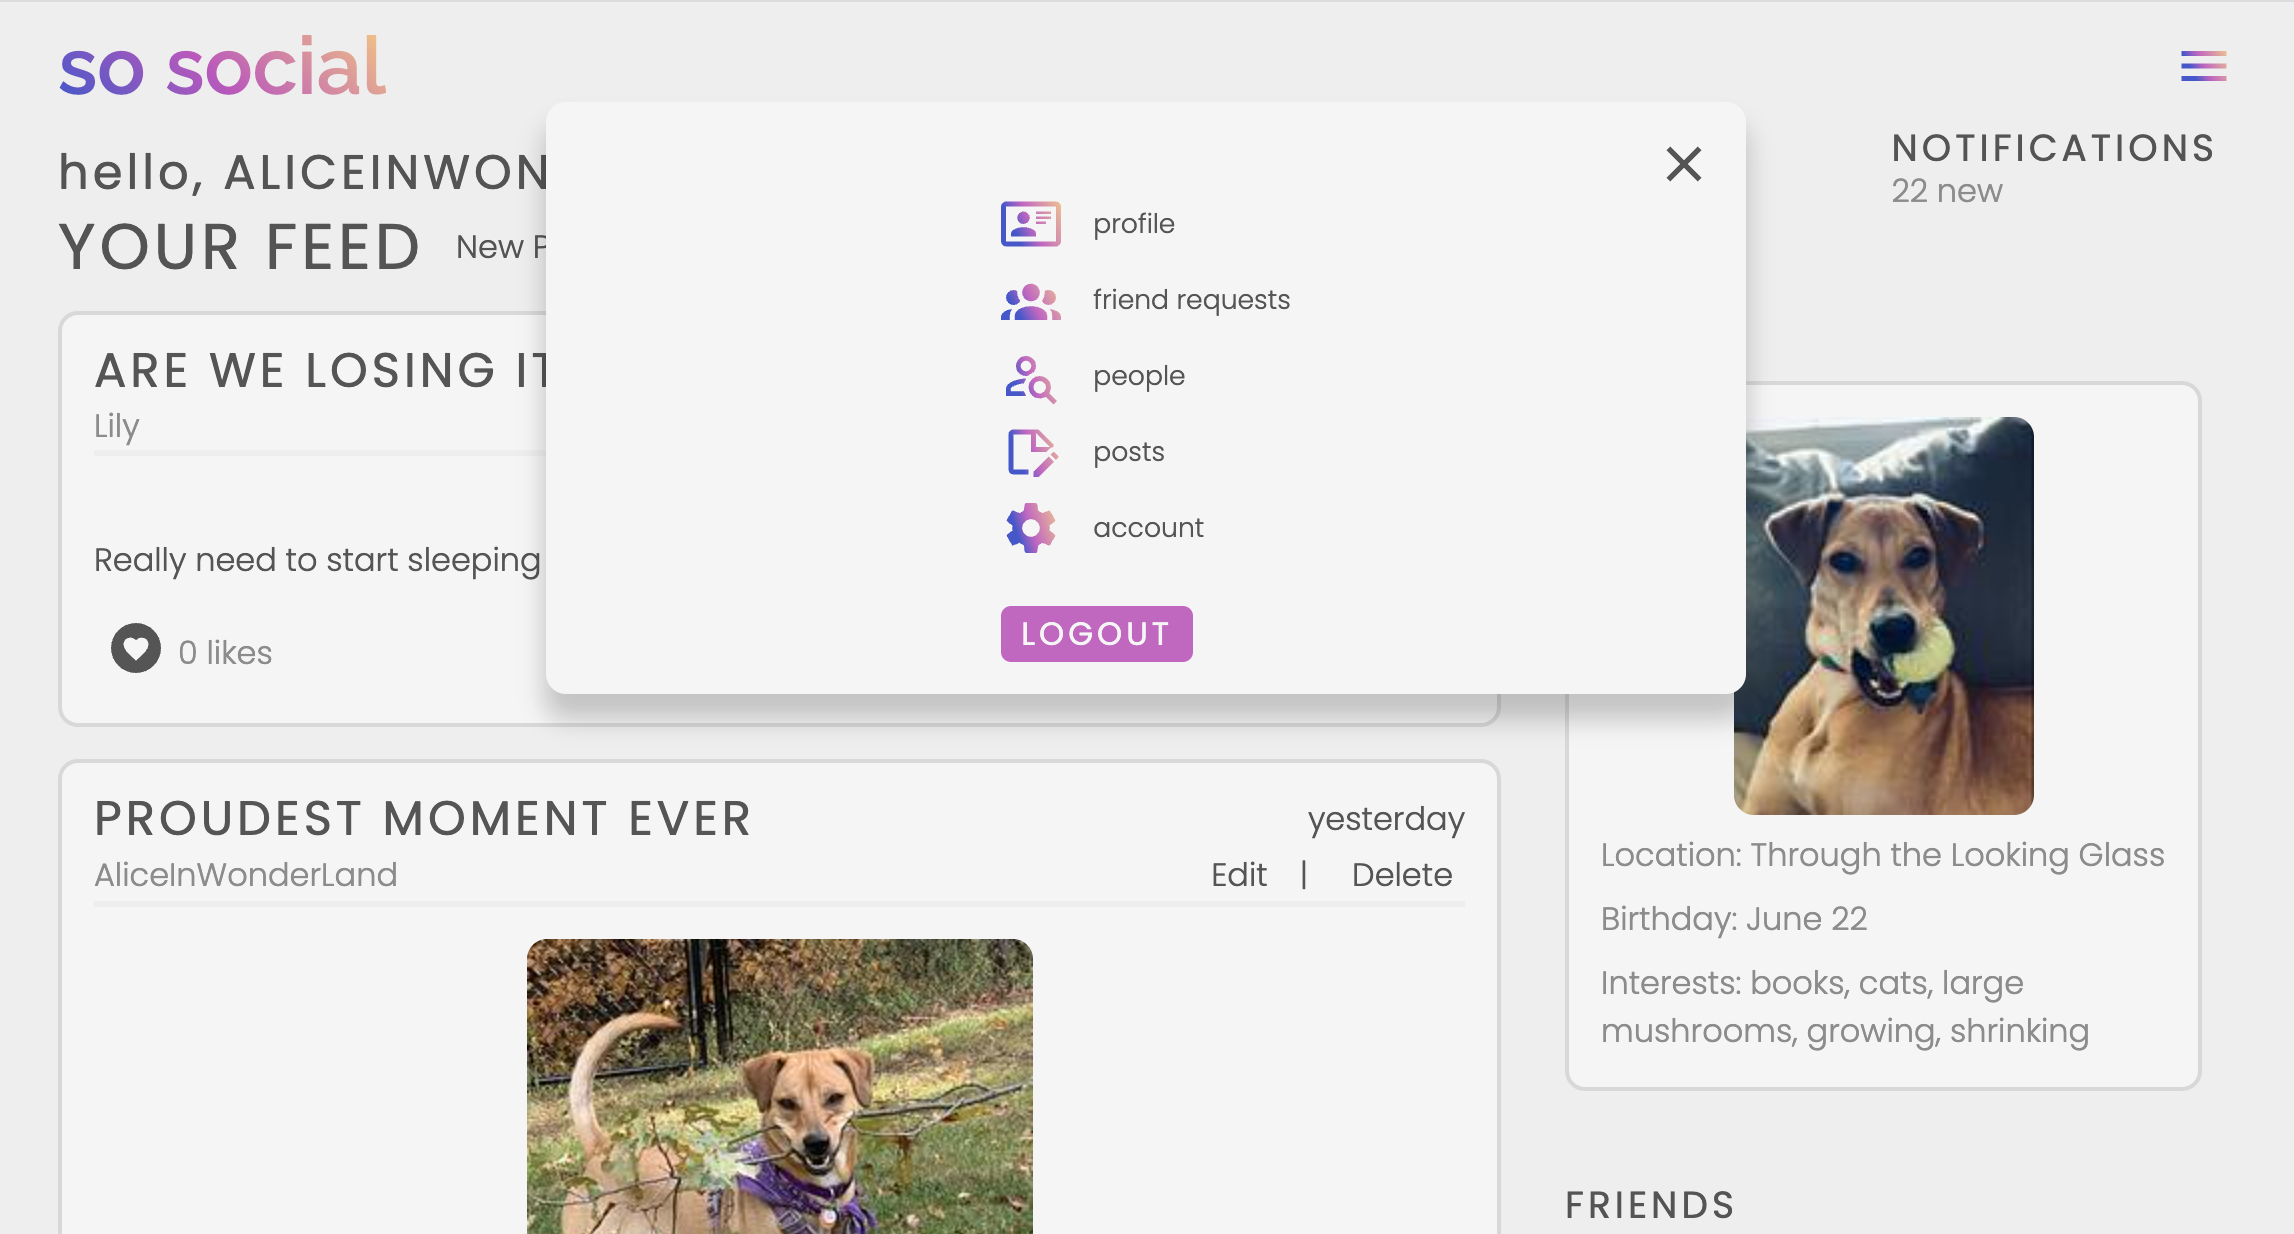 so social
hello, ALICEINWON
YOUR FEED
New P
NOTIFICATIONS
22 new
profile
friend requests
people
posts
account
LOGOUT
ARE WE LOSING IT
Lily
Really need to start sleeping
0 likes
PROUDEST MOMENT EVER
yesterday
AliceInWonderLand
Edit | Delete
Location: Through the Looking Glass
Birthday: June 22
Interests: books, cats, large
mushrooms, growing, shrinking
FRIENDS